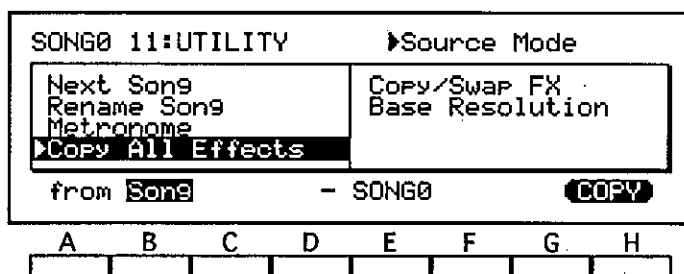 SONG0 11:UTILITY ▶Source Mode
Next Song Copy/Swap FX
Rename Song Base Resolution
Metronome
▶Copy All Effects
from Song - SONG0 COPY
A B C D E F G H